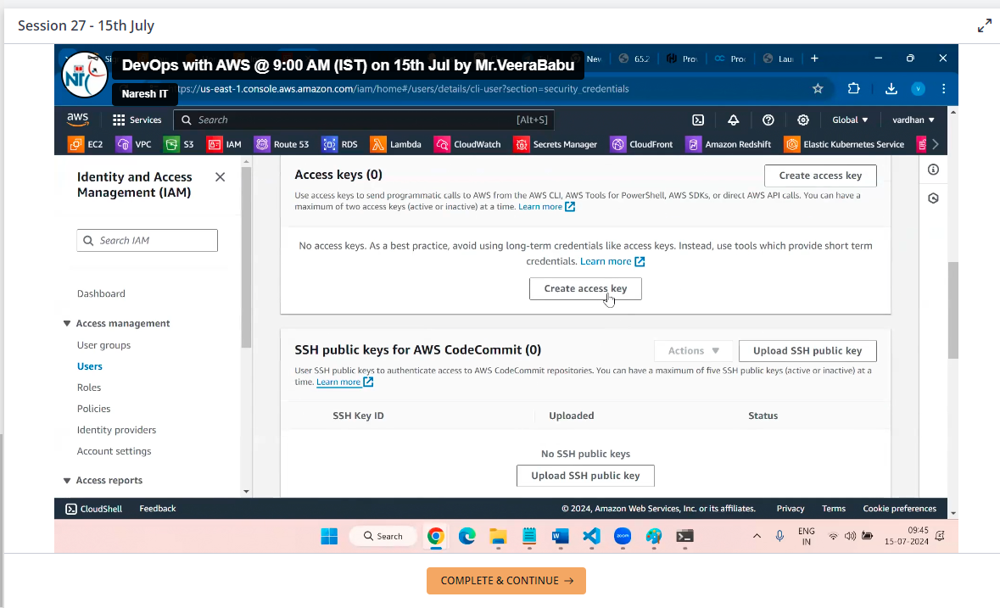 Session 27 - 15th July
DevOps with AWS @ 9:00 AM (IST) on 15th Jul by Mr.VeeraBabu
New
65.2
Pro
Pro
Lau
NIT
Naresh IT
tps://us-east-1.console.aws.amazon.com/iam/home#/users/details/cli-user?section=security_credentials
V
aws
Services
Search
[Alt+S]
Global
vardhan
EC2
VPC
S3
IAM
Route 53
RDS
Lambda
CloudWatch
Secrets Manager
CloudFront
Amazon Redshift
Elastic Kubernetes Service
Identity and Access
Management (IAM)
Search IAM
Dashboard
Access management
User groups
Users
Roles
Policies
Identity providers
Account settings
Access reports
Access keys (0)
Create access key
Use access keys to send programmatic calls to AWS from the AWS CLI, AWS Tools for PowerShell, AWS SDKs, or direct AWS API calls. You can have a
maximum of two access keys (active or inactive) at a time. Learn more
No access keys. As a best practice, avoid using long-term credentials like access keys. Instead, use tools which provide short term
credentials. Learn more
Create access key
SSH public keys for AWS CodeCommit (0)
Actions
Upload SSH public key
User SSH public keys to authenticate access to AWS CodeCommit repositories. You can have a maximum of five SSH public keys (active or inactive) at a
time. Learn more
SSH Key ID
Uploaded
Status
No SSH public keys
Upload SSH public key
CloudShell
Feedback
© 2024, Amazon Web Services, Inc. or its affiliates.
Privacy
Terms
Cookie preferences
Search
zoom
ENG
IN
09:45
15-07-2024
COMPLETE & CONTINUE →